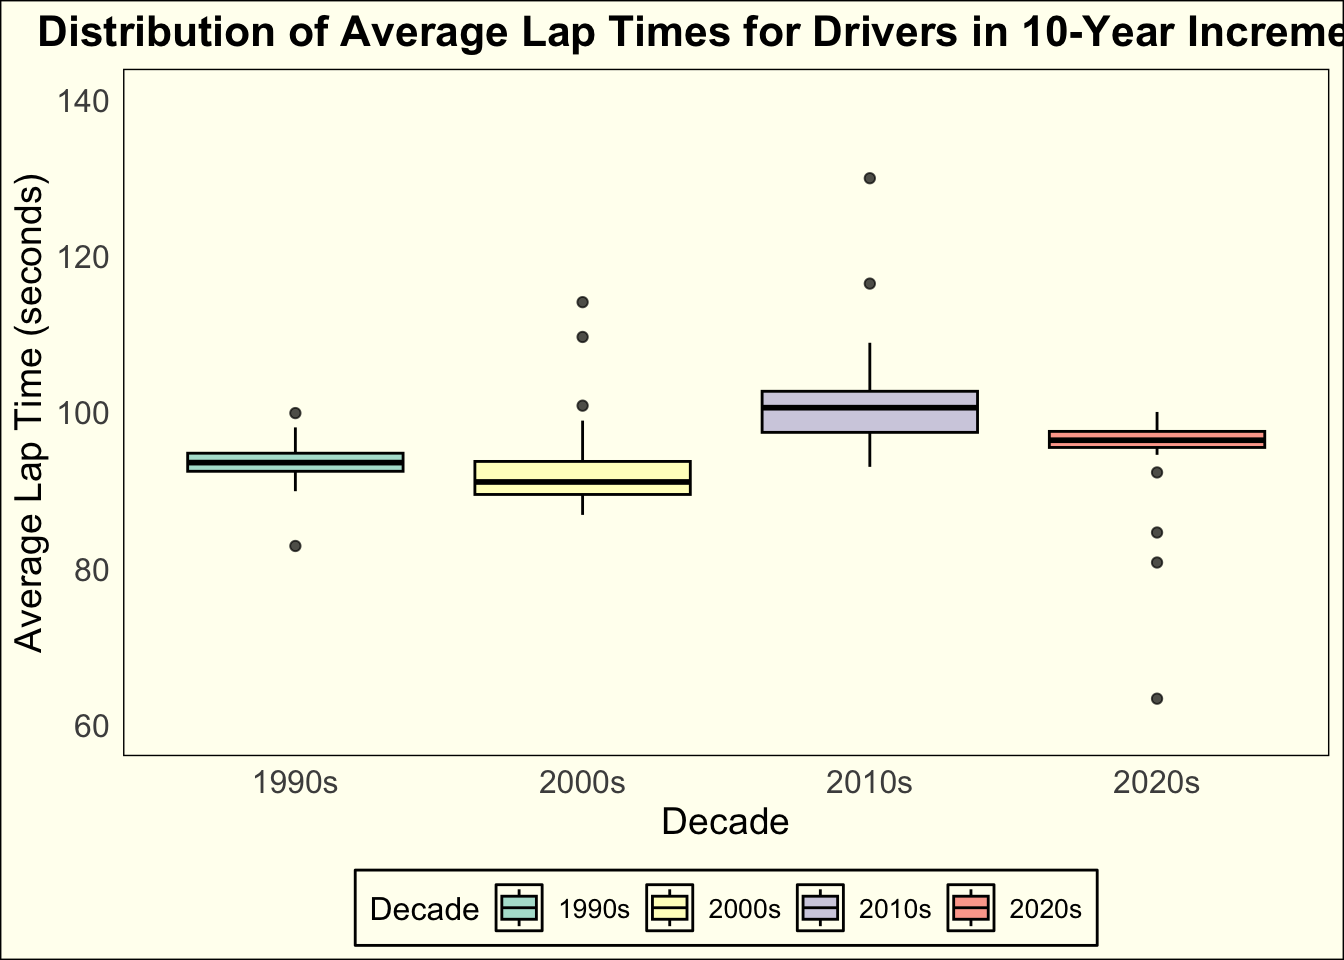 Distribution of Average Lap Times for Drivers in 10-Year Increme
Average Lap Time (seconds)
140
120
100
80
60
1990s 2000s 2010s 2020s
Decade
Decade 1990s 2000s 2010s 2020s